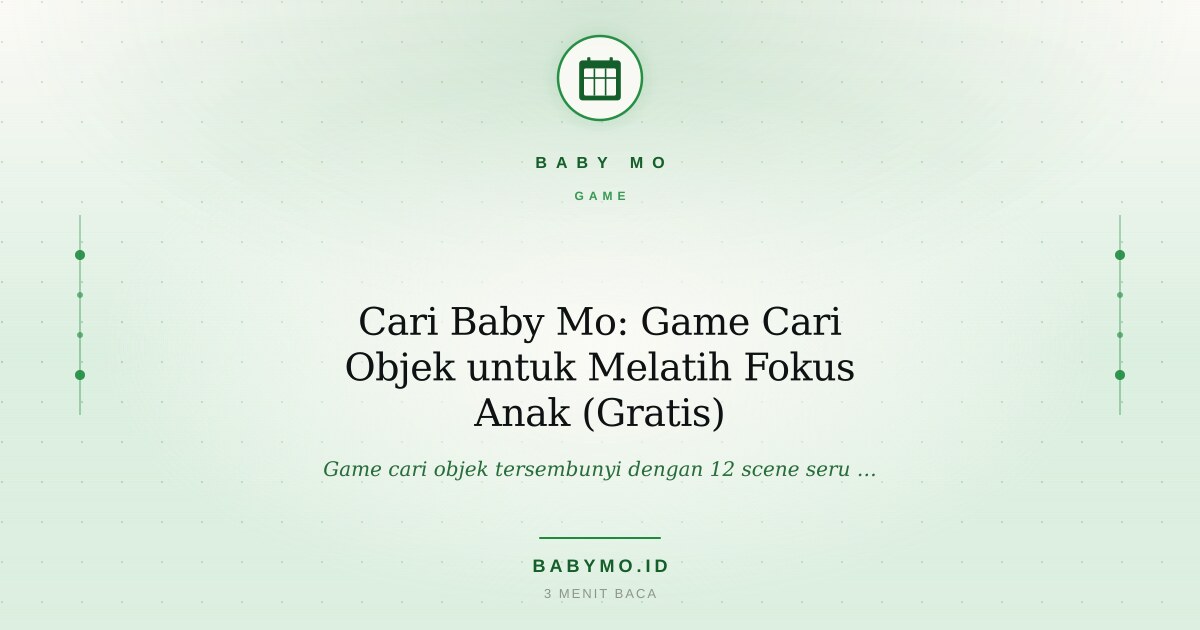 BABY MO
GAME
Cari Baby Mo: Game Cari
Objek untuk Melatih Fokus
Anak (Gratis)
Game cari objek tersembunyi dengan 12 scene seru ...
BABYMO.ID
3 MENIT BACA